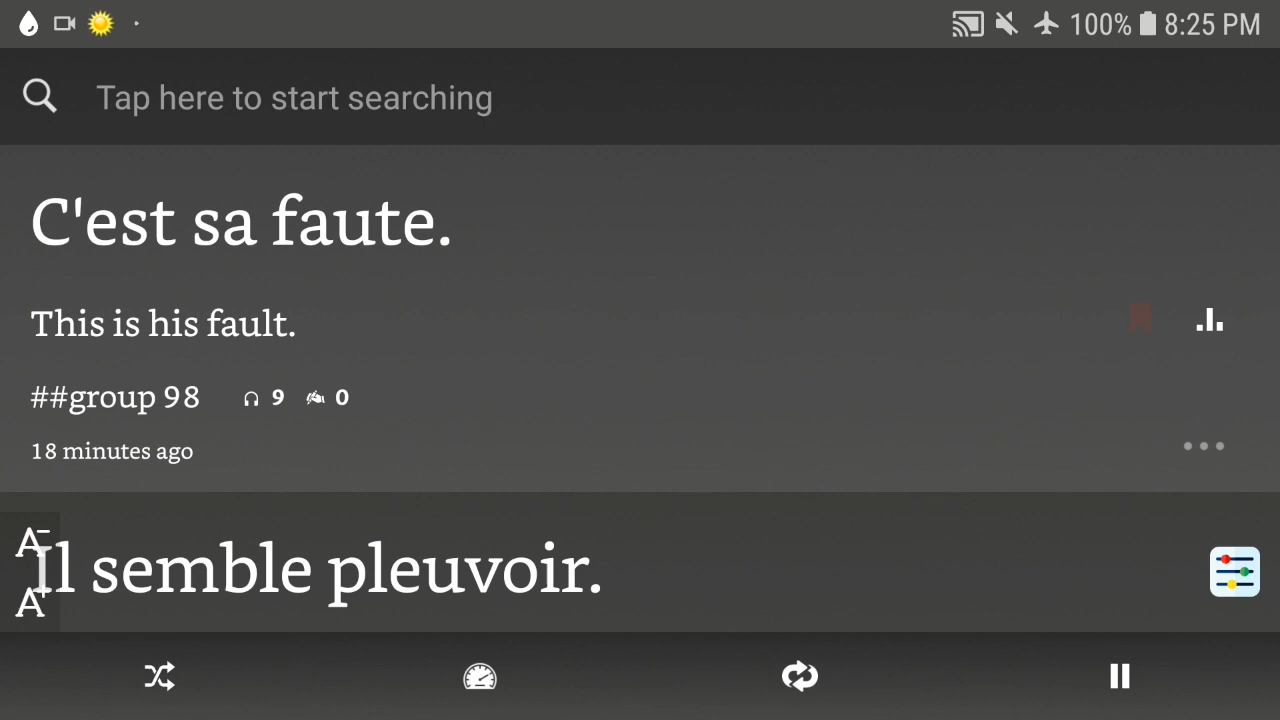 100% 8:25 PM
Tap here to start searching
C'est sa faute.
This is his fault.
##group 98 9 0
18 minutes ago
A-
Il semble pleuvoir.
A+